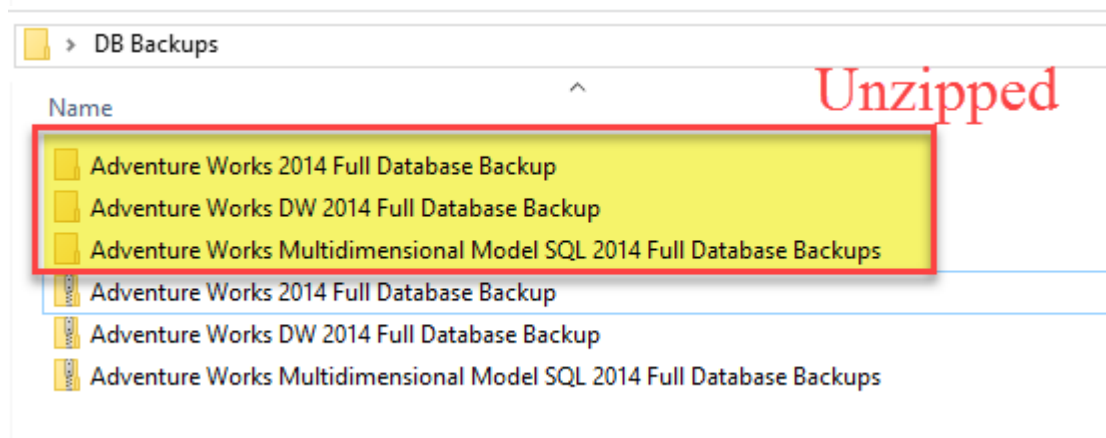 DB Backups
Unzipped
Name
Adventure Works 2014 Full Database Backup
Adventure Works DW 2014 Full Database Backup
Adventure Works Multidimensional Model SQL 2014 Full Database Backups
Adventure Works 2014 Full Database Backup
Adventure Works DW 2014 Full Database Backup
Adventure Works Multidimensional Model SQL 2014 Full Database Backups